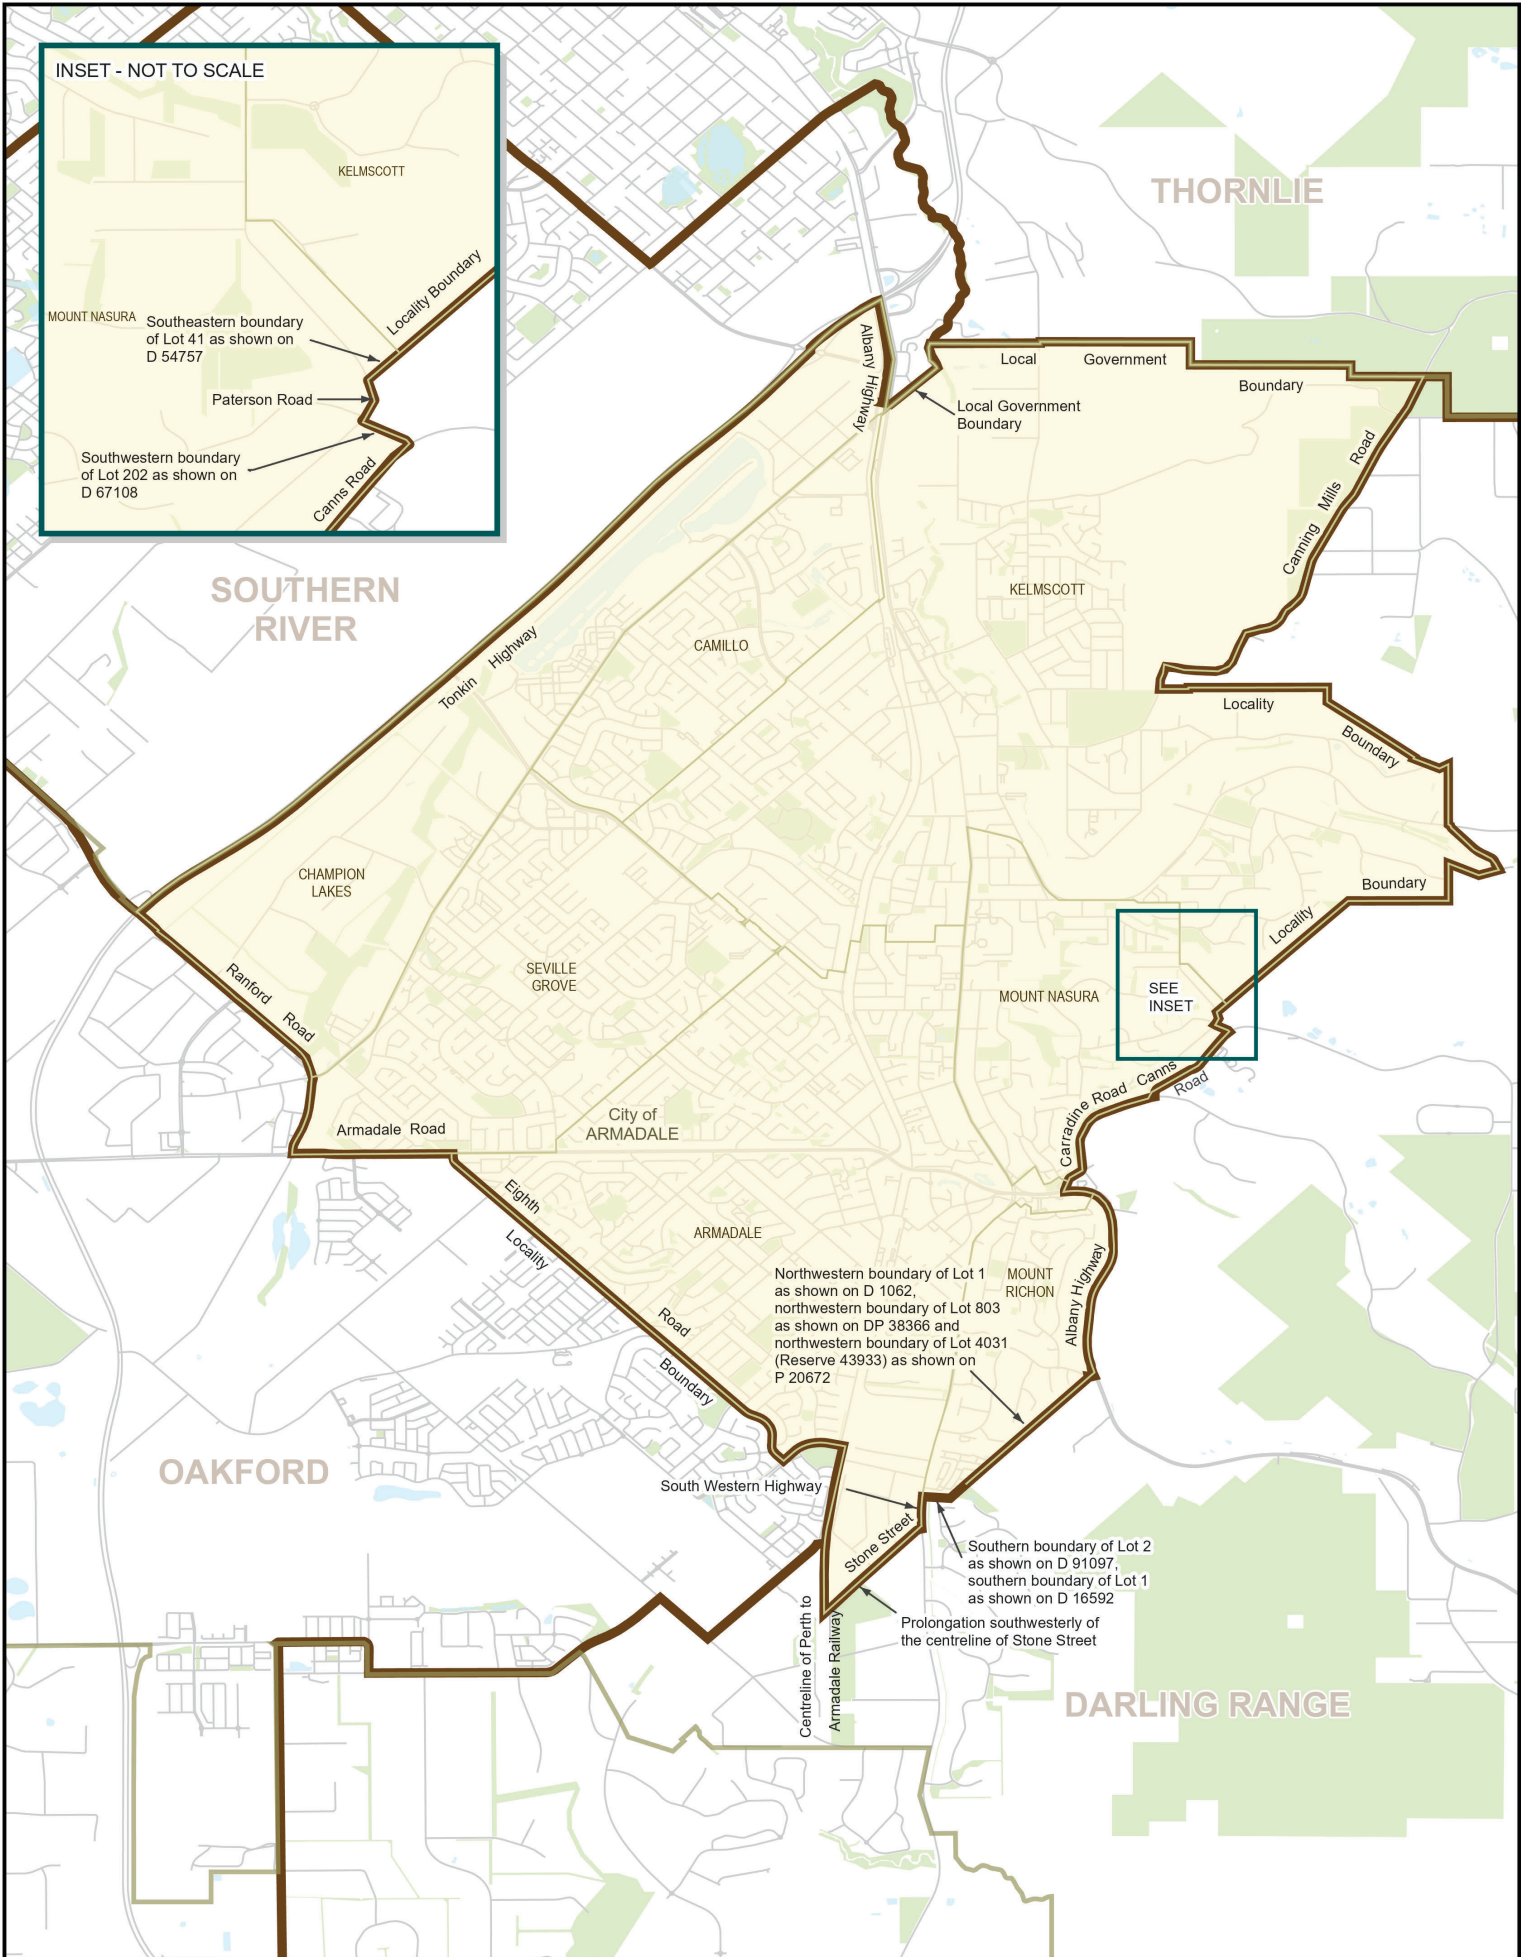 INSET - NOT TO SCALE
KELMSCOTT
MOUNT NASURA
Locality Boundary
Southeastern boundary
of Lot 41 as shown on
D 54757
Paterson Road
Southwestern boundary
of Lot 202 as shown on
D 67108
Canns Road
THORNLIE
Albany Highway
Local Government
Boundary
Local Government
Boundary
Canning Mills Road
SOUTHERN
RIVER
KELMSCOTT
CAMILLO
Tonkin Highway
Locality
Boundary
CHAMPION
LAKES
Boundary
Locality
SEVILLE
GROVE
MOUNT NASURA
SEE
INSET
Ranford Road
Canns
Road
Carradine Road
City of
ARMADALE
Armadale Road
Eighth
Road
Locality
Boundary
ARMADALE
MOUNT
RICHON
Albany Highway
Northwestern boundary of Lot 1
as shown on D 1062,
northwestern boundary of Lot 803
as shown on DP 38366 and
northwestern boundary of Lot 4031
(Reserve 43933) as shown on
P 20672
OAKFORD
South Western Highway
Stone Street
Southern boundary of Lot 2
as shown on D 91097,
southern boundary of Lot 1
as shown on D 16592
Prolongation southwesterly of
the centreline of Stone Street
Centreline of Perth to
Armadale Railway
DARLING RANGE